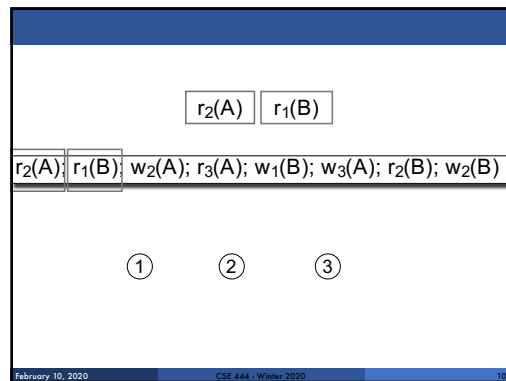 r₂(A) r₁(B)
r₂(A); r₁(B); w₂(A); r₃(A); w₁(B); w₃(A); r₂(B); w₂(B)
① ② ③
February 10, 2020 CSE 444 - Winter 2020 10